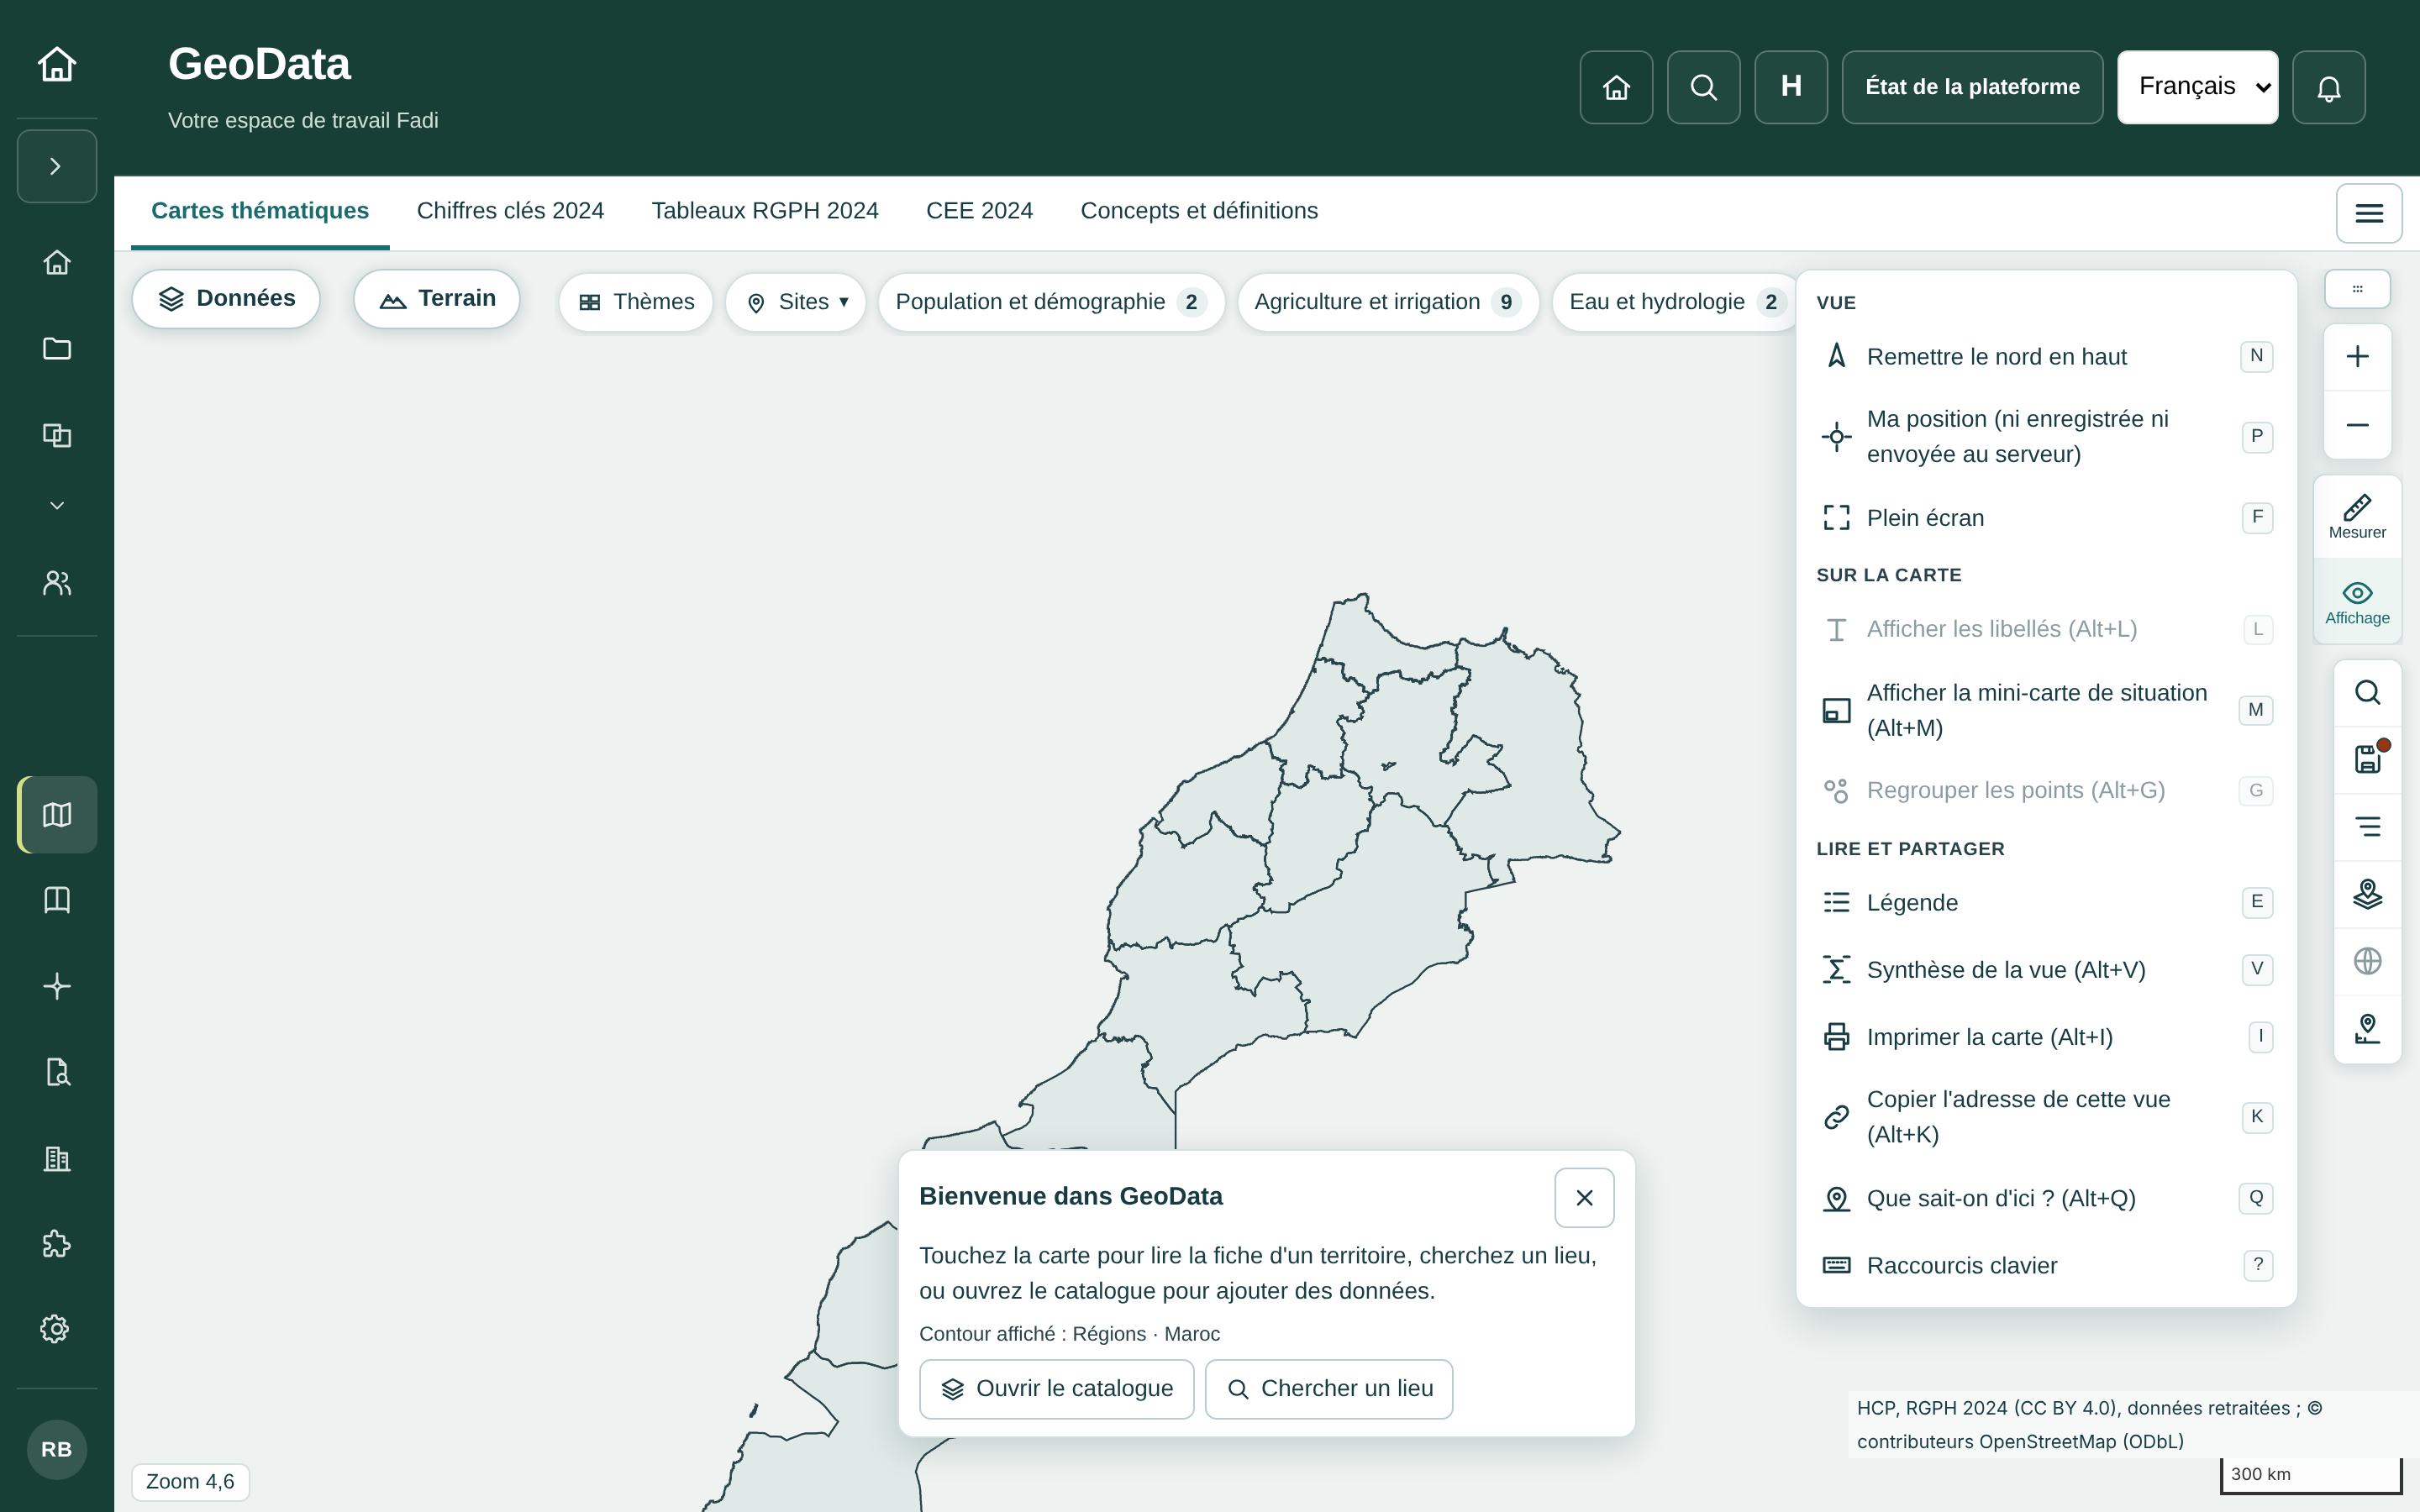 GeoData
Votre espace de travail Fadi
H
État de la plateforme
Français
Cartes thématiques
Chiffres clés 2024
Tableaux RGPH 2024
CEE 2024
Concepts et définitions
Données
Terrain
Thèmes
Sites
Population et démographie 2
Agriculture et irrigation 9
Eau et hydrologie 2
VUE
Remettre le nord en haut N
Ma position (ni enregistrée ni
envoyée au serveur) P
Plein écran F
SUR LA CARTE
Afficher les libellés (Alt+L) L
Afficher la mini-carte de situation
(Alt+M) M
Regrouper les points (Alt+G) G
LIRE ET PARTAGER
Légende E
Synthèse de la vue (Alt+V) V
Imprimer la carte (Alt+I) I
Copier l'adresse de cette vue
(Alt+K) K
Que sait-on d'ici ? (Alt+Q) Q
Raccourcis clavier ?
Mesurer
Affichage
Bienvenue dans GeoData
Touchez la carte pour lire la fiche d'un territoire, cherchez un lieu,
ou ouvrez le catalogue pour ajouter des données.
Contour affiché : Régions · Maroc
Ouvrir le catalogue
Chercher un lieu
HCP, RGPH 2024 (CC BY 4.0), données retraitées ; ©
contributeurs OpenStreetMap (ODbL)
300 km
RB
Zoom 4,6